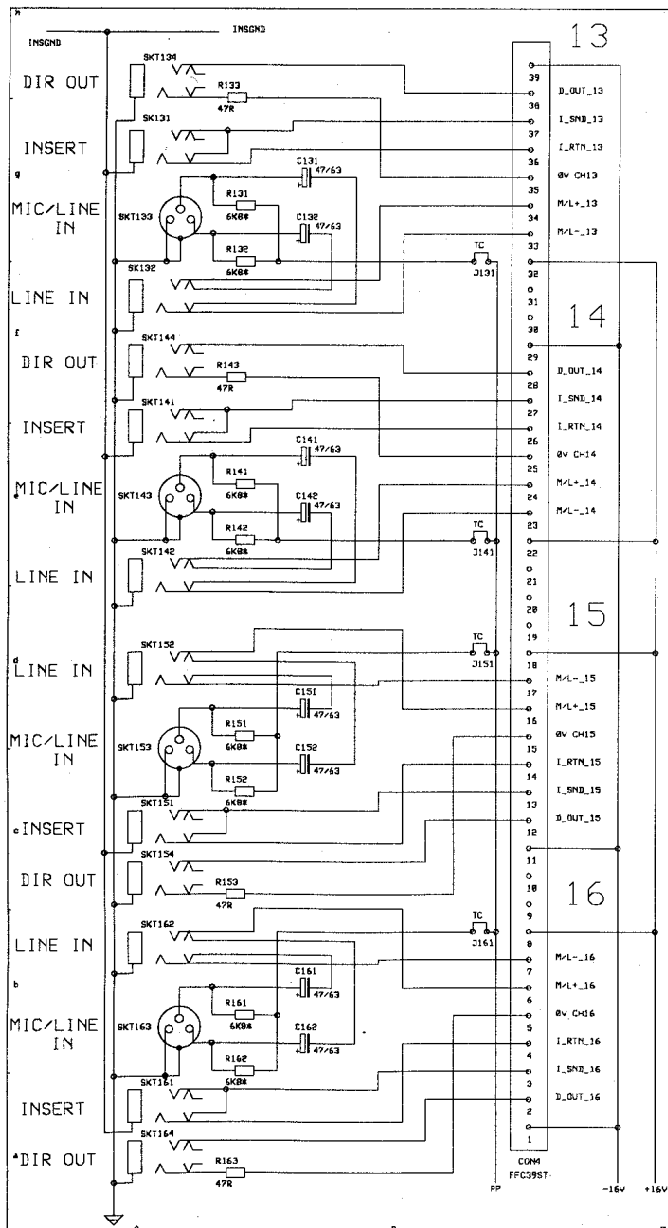 INSGND
INSGND
13
DIR OUT
SKT134
R133
47R
39
D_OUT_13
38
I_SND_13
INSERT
SK131
37
I_RTN_13
36
0V CH13
35
MIC/LINE
IN
SKT133
C131
47/63
R131
6K8*
C132
47/63
R132
6K8*
M/L+_13
34
M/L-_13
33
LINE IN
SK132
TC
J131
32
31
30
14
DIR OUT
SKT144
R143
47R
29
D_OUT_14
28
I_SND_14
INSERT
SKT141
27
I_RTN_14
26
0V CH14
25
MIC/LINE
IN
SKT143
C141
47/63
R141
6K8*
C142
47/63
R142
6K8*
M/L+_14
24
M/L-_14
23
LINE IN
SKT142
TC
J141
22
21
20
19
15
LINE IN
SKT152
TC
J151
18
M/L-_15
17
M/L+_15
16
MIC/LINE
IN
SKT153
C151
47/63
R151
6K8*
C152
47/63
R152
6K8*
0V CH15
15
I_RTN_15
14
I_SND_15
13
INSERT
SKT151
D_OUT_15
12
DIR OUT
SKT154
R153
47R
11
10
9
16
LINE IN
SKT162
TC
J161
8
M/L-_16
7
M/L+_16
6
MIC/LINE
IN
SKT163
C161
47/63
R161
6K8*
C162
47/63
R162
6K8*
0V CH16
5
I_RTN_16
4
I_SND_16
3
INSERT
SKT161
D_OUT_16
2
DIR OUT
SKT164
R163
47R
1
CON4
FFC39ST
PP
-16V
+16V